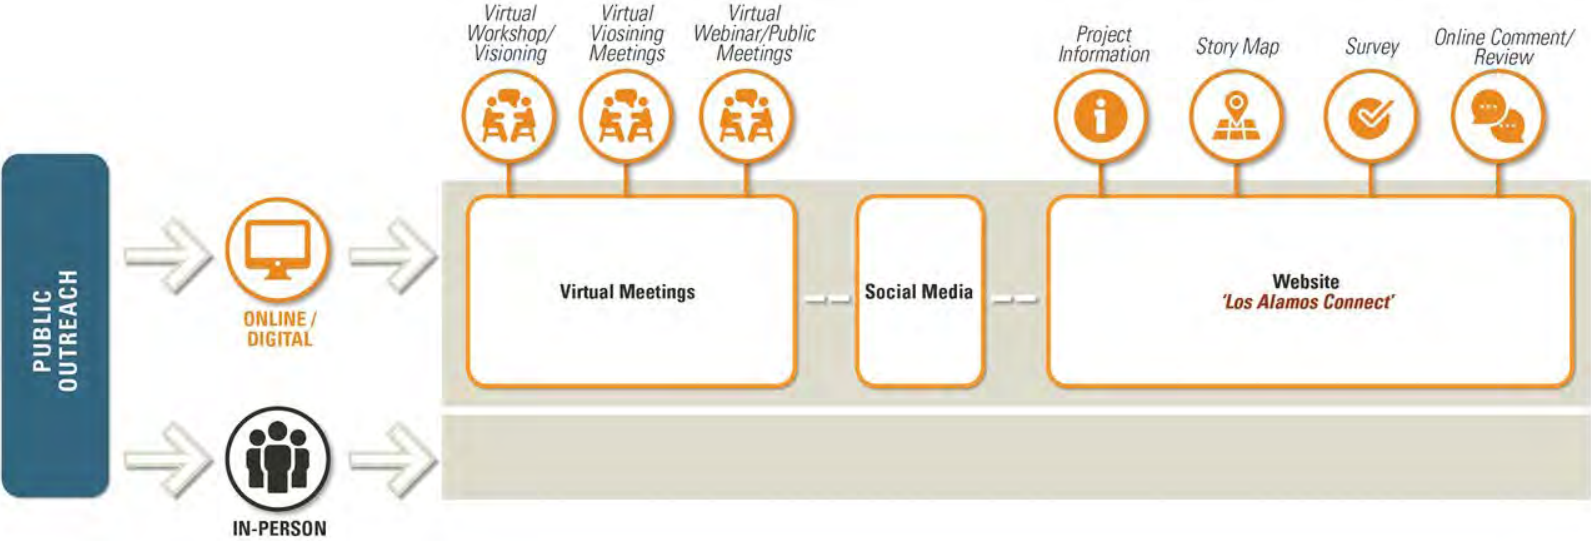 Virtual
Workshop/
Visioning
Virtual
Viosining
Meetings
Virtual
Webinar/Public
Meetings
Project
Information
Story Map
Survey
Online Comment/
Review
PUBLIC
OUTREACH
ONLINE /
DIGITAL
Virtual Meetings
Social Media
Website
'Los Alamos Connect'
IN-PERSON